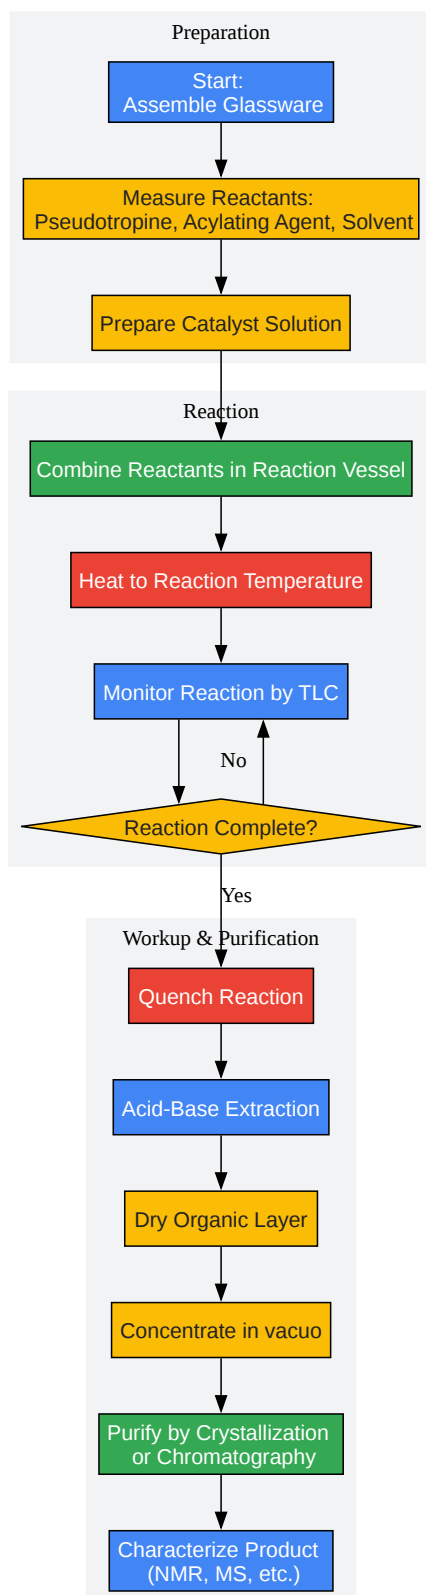 Preparation
Start:
Assemble Glassware
Measure Reactants:
Pseudotropine, Acylating Agent, Solvent
Prepare Catalyst Solution
Reaction
Combine Reactants in Reaction Vessel
Heat to Reaction Temperature
Monitor Reaction by TLC
No
Reaction Complete?
Yes
Workup & Purification
Quench Reaction
Acid-Base Extraction
Dry Organic Layer
Concentrate in vacuo
Purify by Crystallization
or Chromatography
Characterize Product
(NMR, MS, etc.)